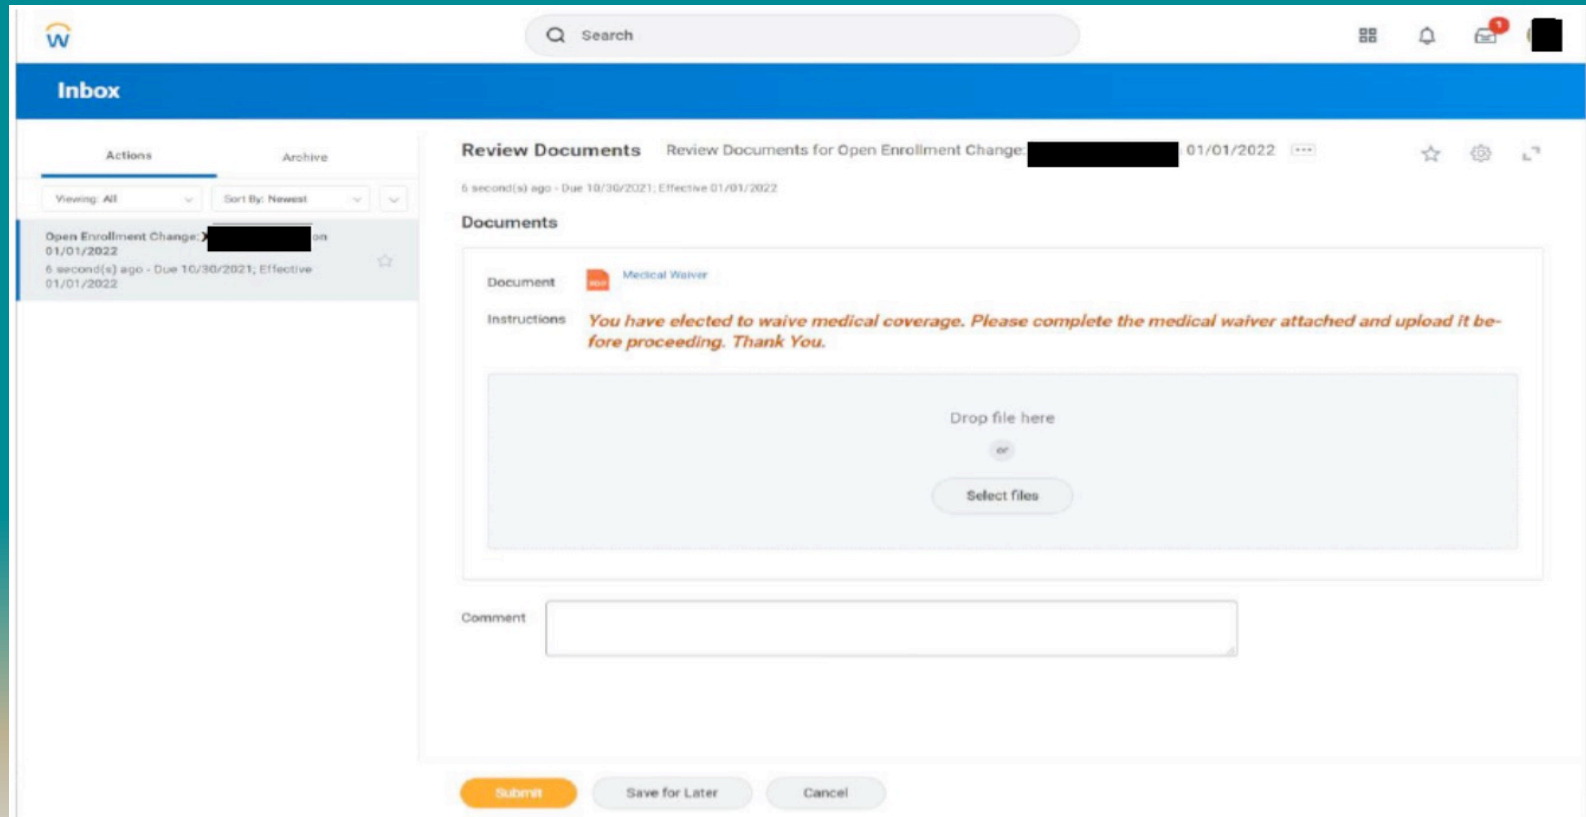 Search
1
Inbox
Actions
Archive
Viewing: All
Sort By: Newest
Open Enrollment Change: on
01/01/2022
6 second(s) ago - Due 10/30/2021; Effective
01/01/2022
Review Documents Review Documents for Open Enrollment Change: 01/01/2022
6 second(s) ago - Due 10/30/2021; Effective 01/01/2022
Documents
Document Medical Waiver
Instructions You have elected to waive medical coverage. Please complete the medical waiver attached and upload it be-
fore proceeding. Thank You.
Drop file here
or
Select files
Comment
Submit Save for Later Cancel